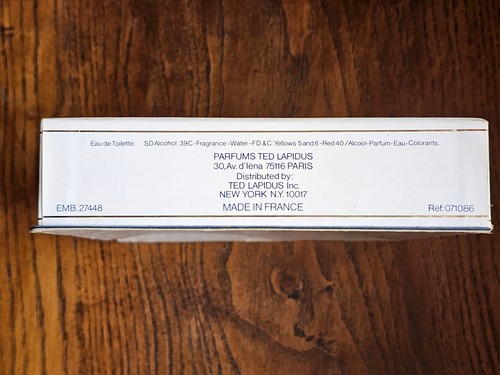 Eau de Toilette: SD Alcohol 39C-Fragrance-Water-FD&C. Yellows 5 and 6-Red 40/Alcool-Parfum-Eau-Colorants.
PARFUMS TED LAPIDUS
30, Av. d'Iéna 75116 PARIS
Distributed by:
TED LAPIDUS Inc.
NEW YORK N.Y. 10017
EMB. 27448 MADE IN FRANCE Réf: 071086